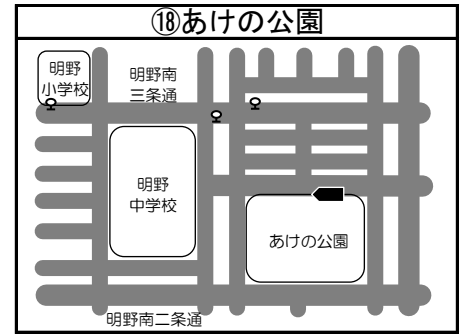 ⑱あけの公園
明野
小学校
明野南
三条通
明野
中学校
あけの公園
明野南二条通